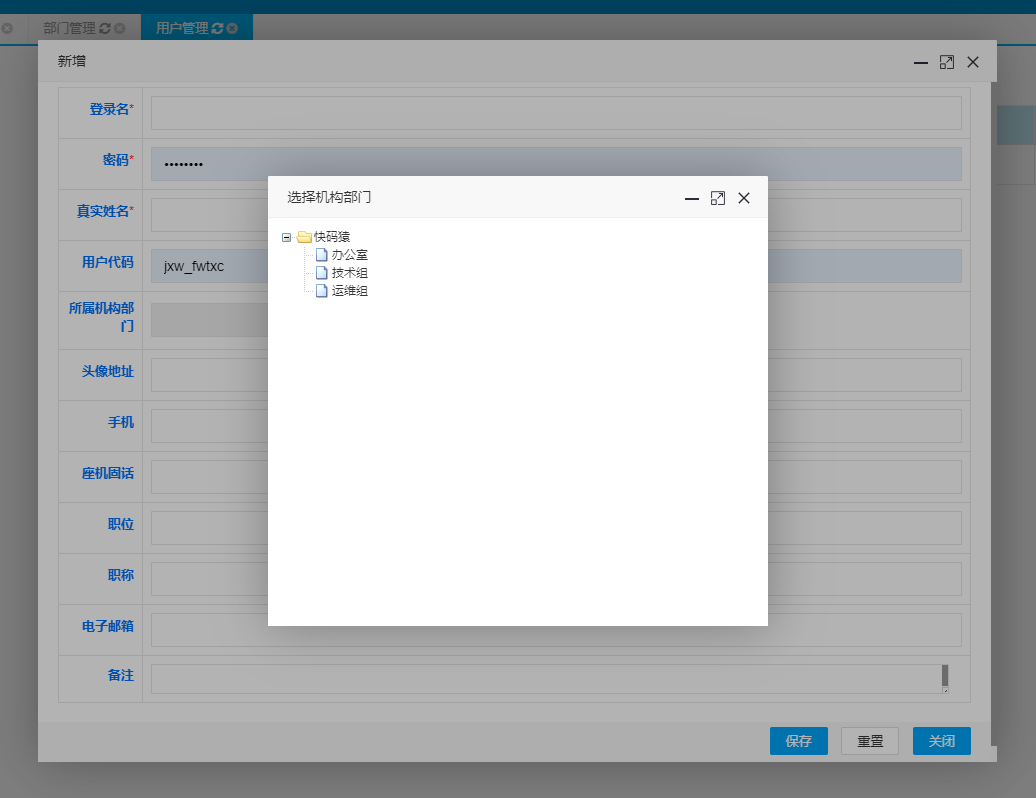 部门管理
用户管理
新增
登录名*
密码*
••••••••
真实姓名*
用户代码
jxw_fwtxc
所属机构部
门
头像地址
手机
座机固话
职位
职称
电子邮箱
备注
选择机构部门
快码猿
办公室
技术组
运维组
保存
重置
关闭